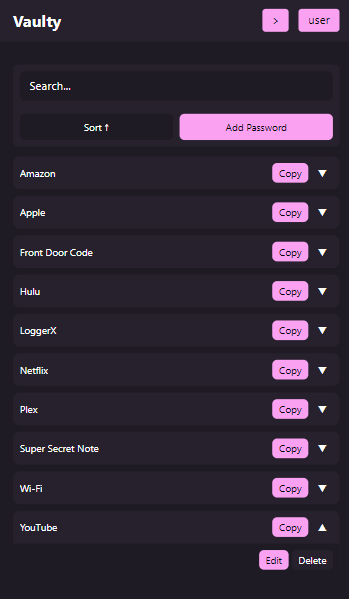 Vaulty > user
Search...
Sort ↑ Add Password
Amazon Copy ▼
Apple Copy ▼
Front Door Code Copy ▼
Hulu Copy ▼
LoggerX Copy ▼
Netflix Copy ▼
Plex Copy ▼
Super Secret Note Copy ▼
Wi-Fi Copy ▼
YouTube Copy ▲
Edit Delete